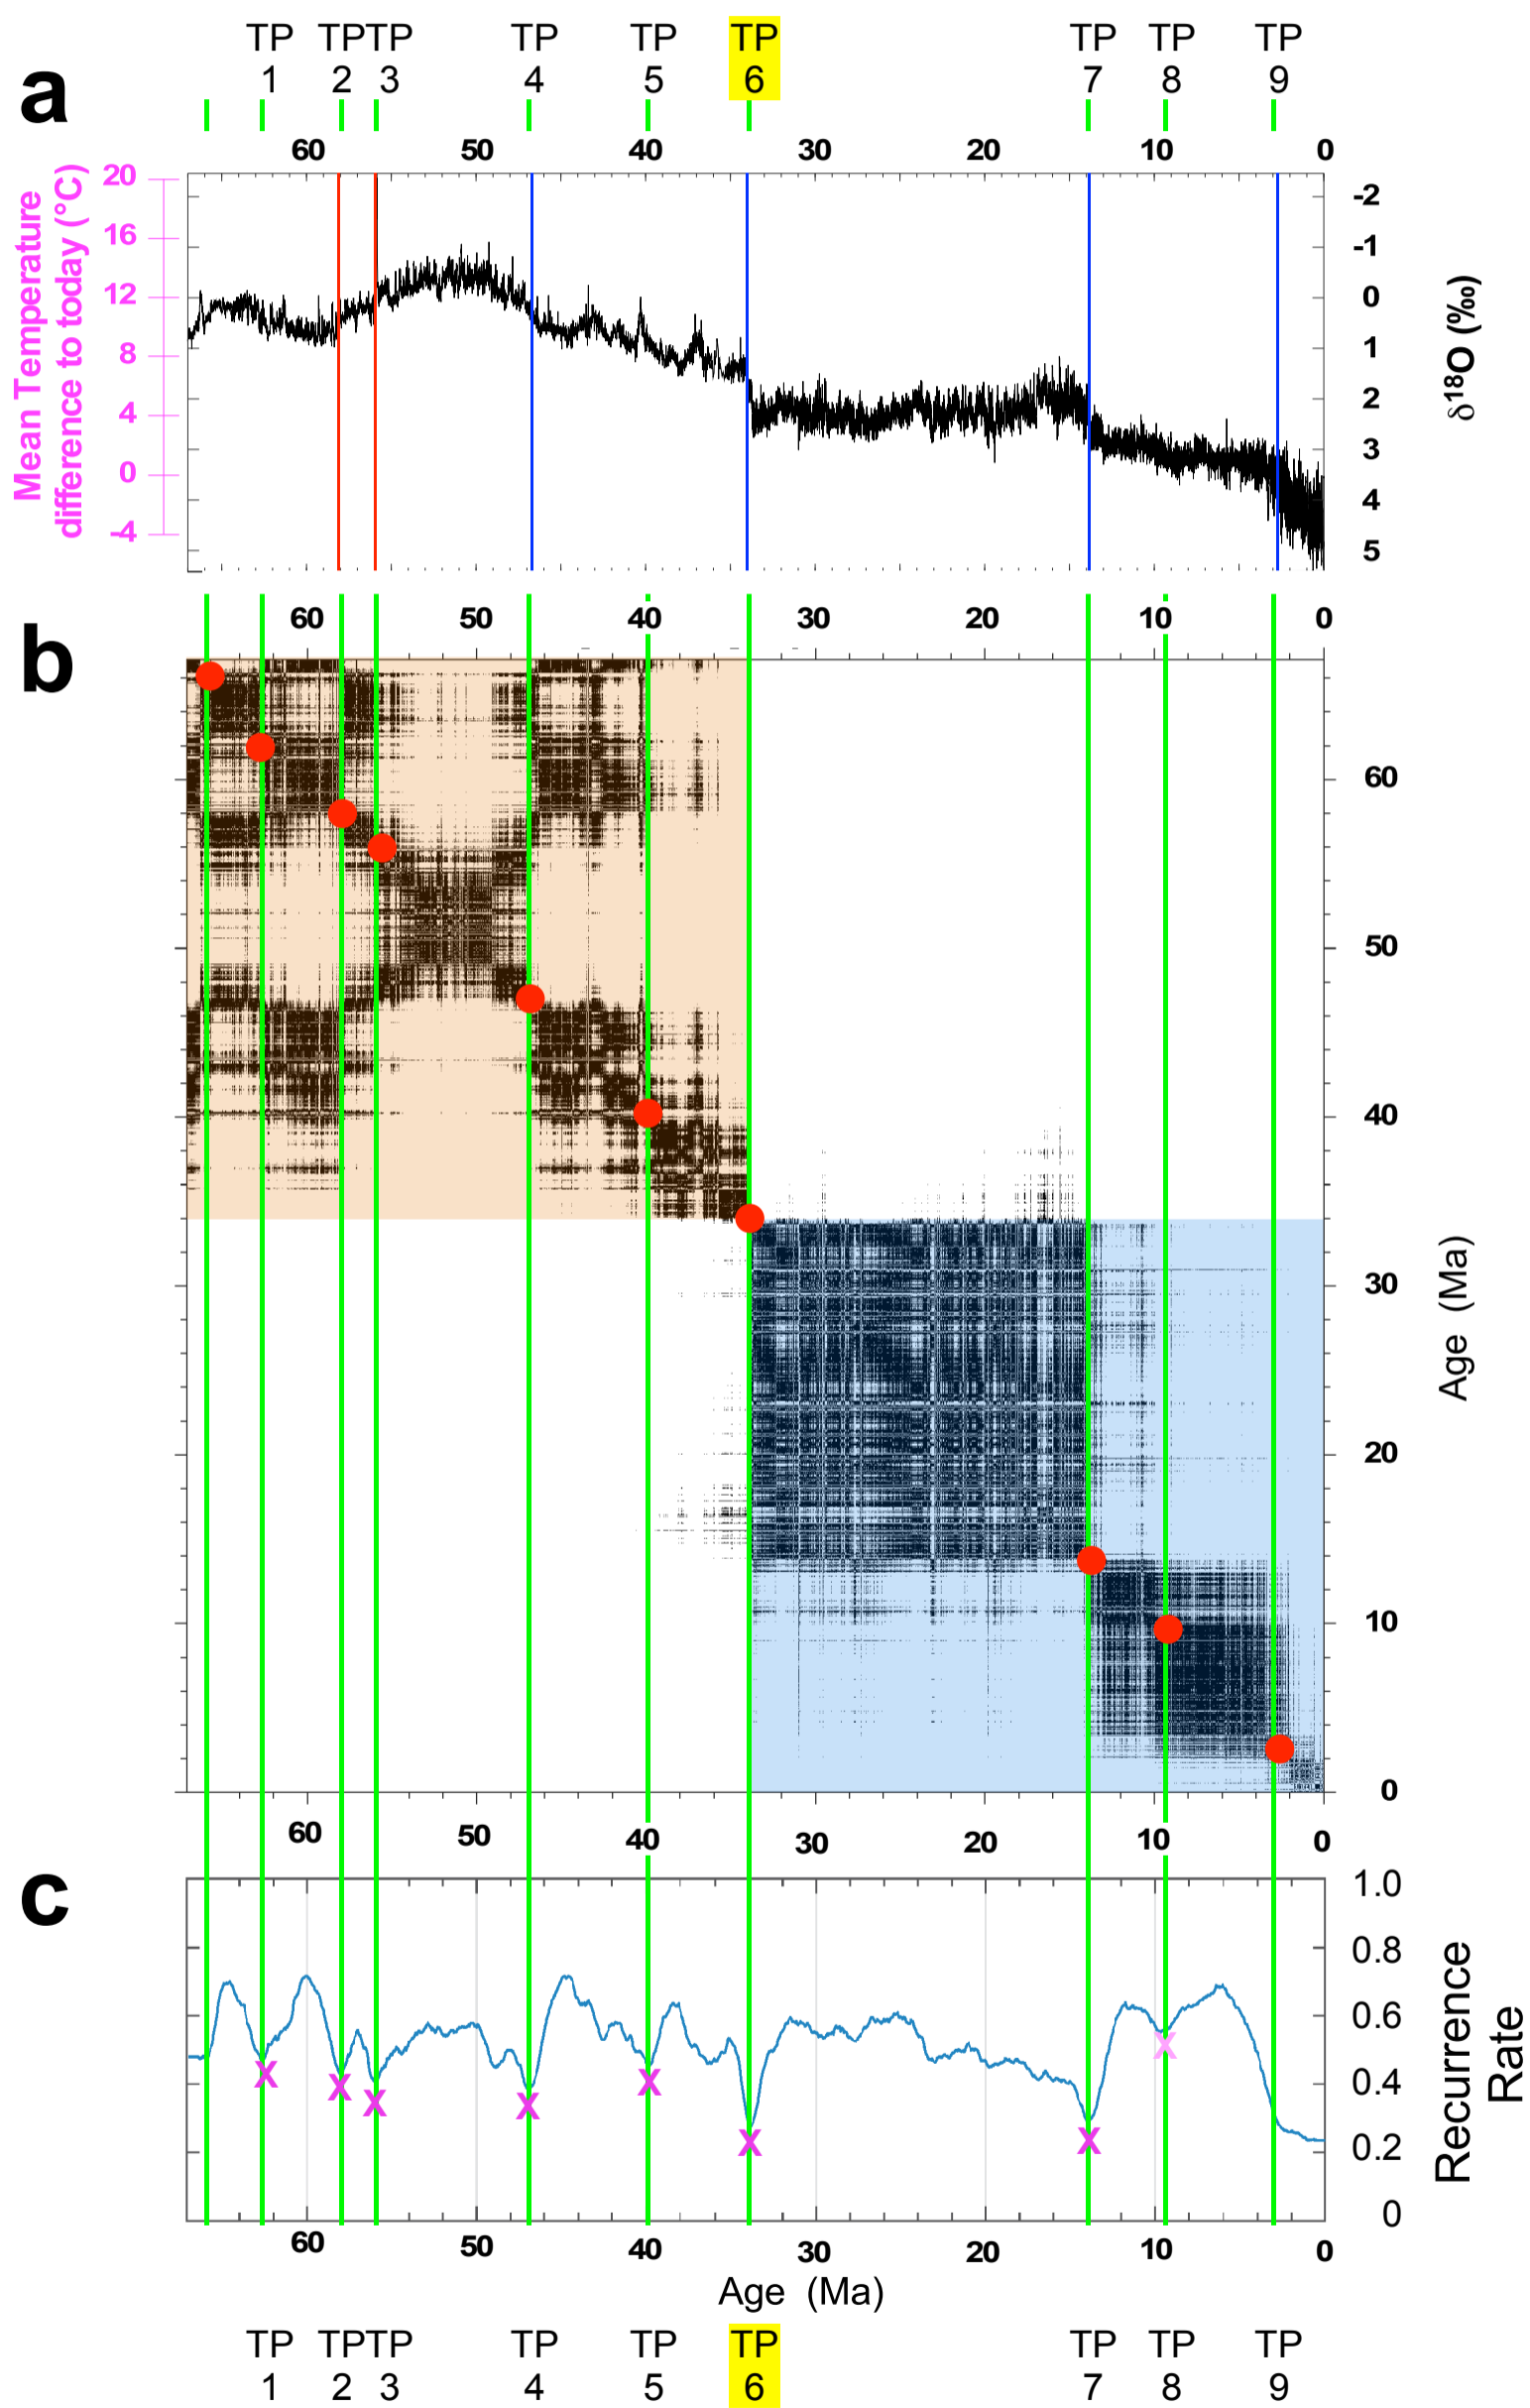 TP TP TP TP TP TP TP TP TP
1 2 3 4 5 6 7 8 9
a
60 50 40 30 20 10 0
Mean Temperature
difference to today (°C)
20
16
12
8
4
0
-4
-2
-1
0
1
2
3
4
5
δ18O (‰)
b
60 50 40 30 20 10 0
60
50
40
30
20
10
0
Age (Ma)
60 50 40 30 20 10 0
c
1.0
0.8
0.6
0.4
0.2
0
Recurrence
Rate
X X X X X X X X
60 50 40 30 20 10 0
Age (Ma)
TP TP TP TP TP TP TP TP TP
1 2 3 4 5 6 7 8 9